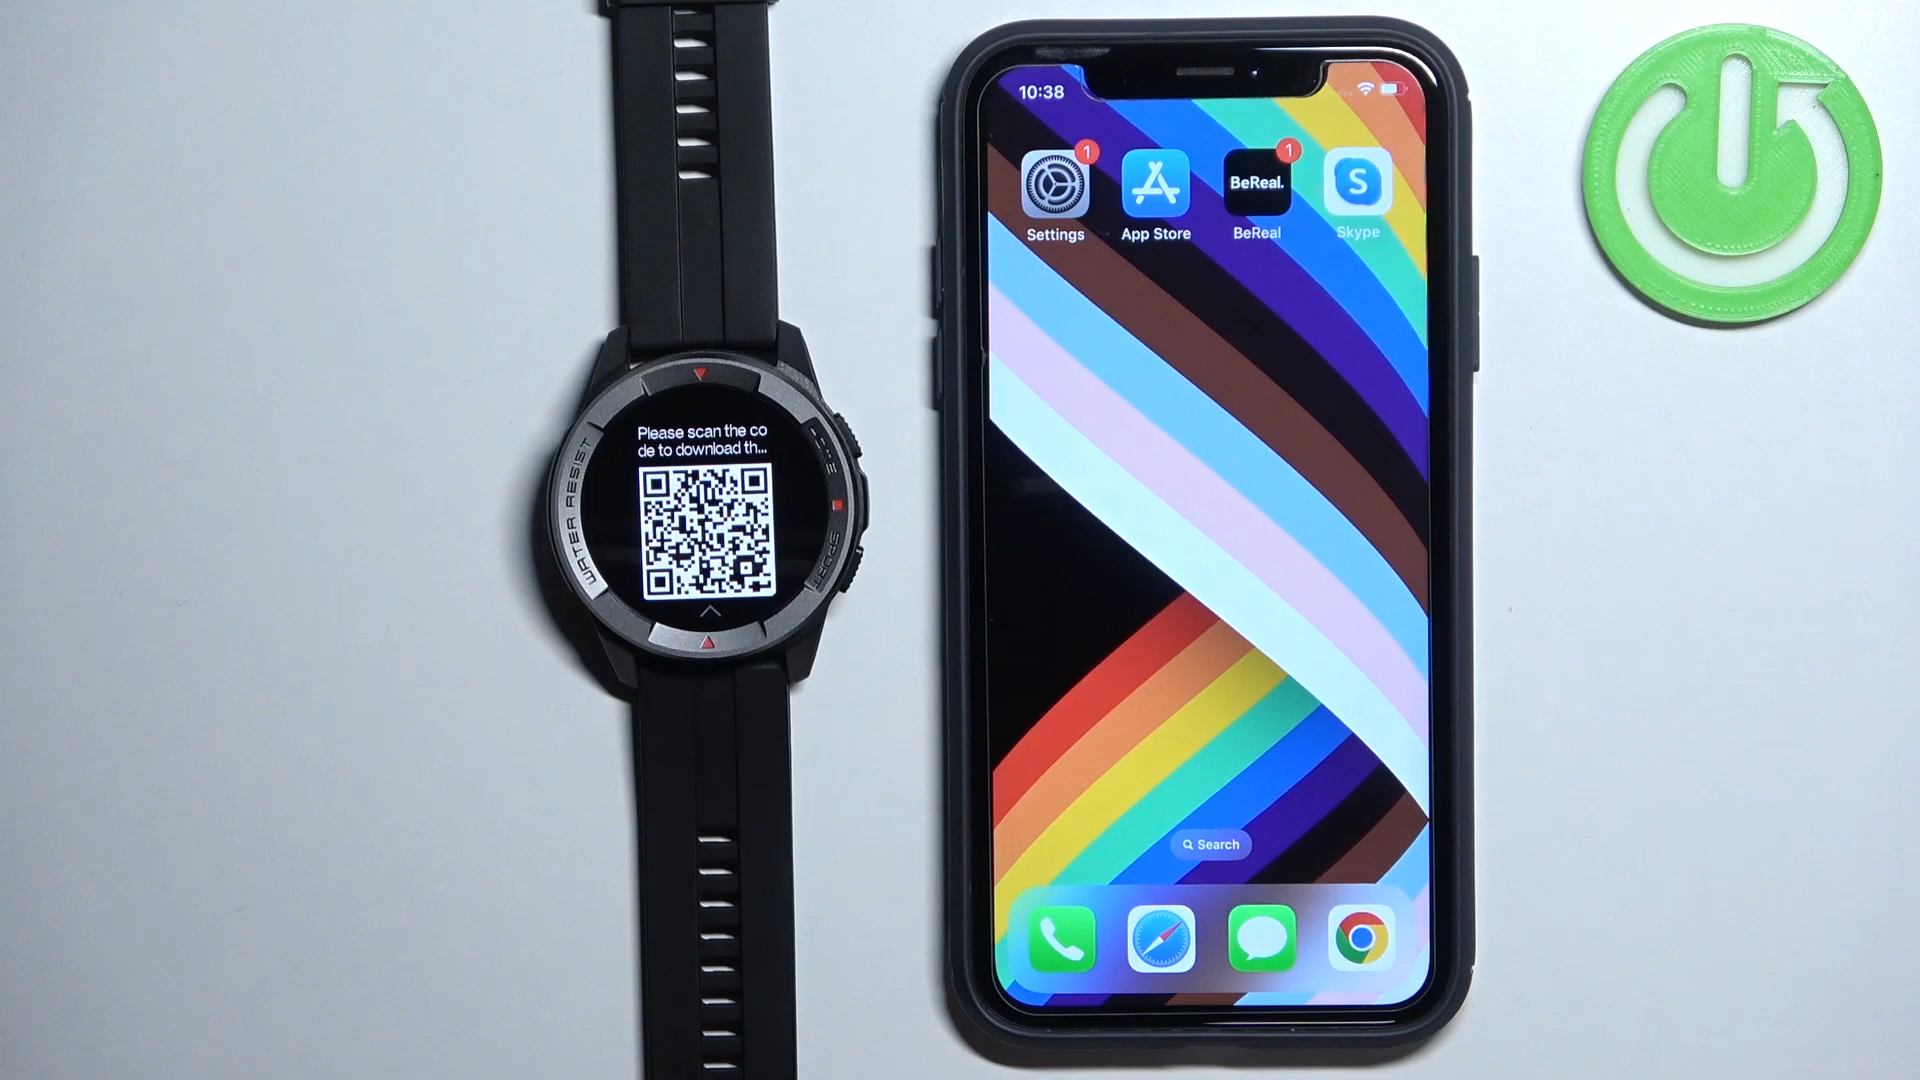 Please scan the co
de to download th...
WATER RESIST
HOME
SPORT
10:38
1
1
BeReal.
S
Settings
App Store
BeReal
Skype
Search